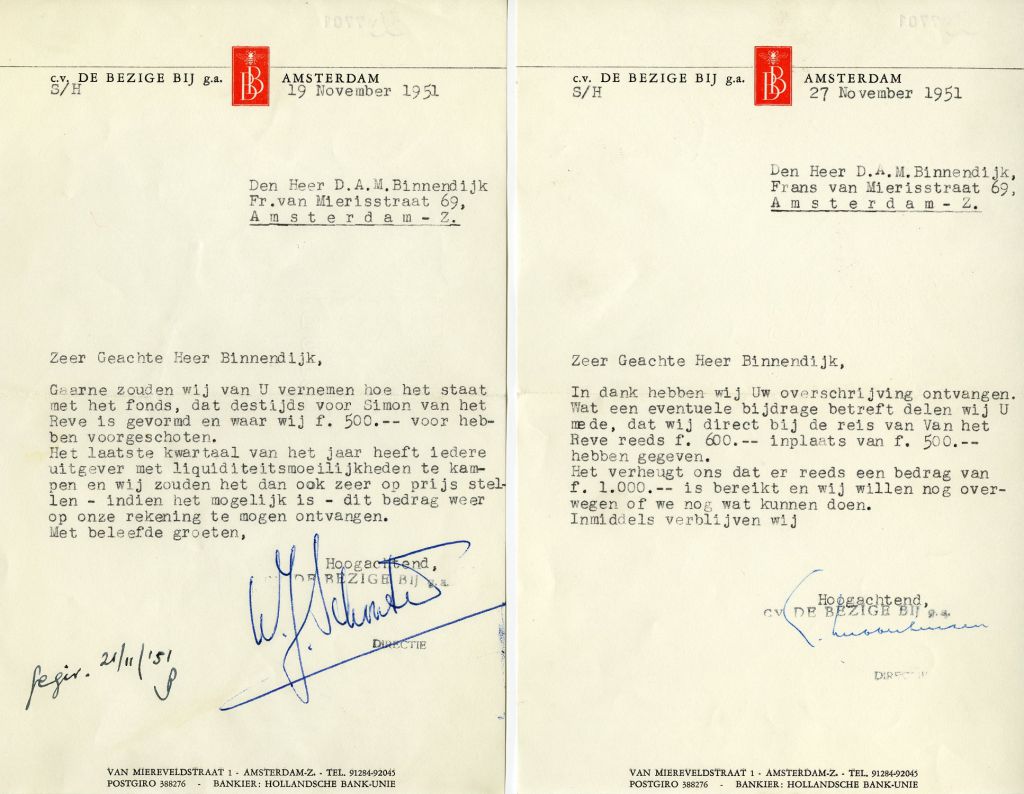 c.v. DE BEZIGE BIJ g.a. BB AMSTERDAM
S/H 19 November 1951
Den Heer D.A.M.Binnendijk
Fr.van Mierisstraat 69,
A m s t e r d a m - Z.
Zeer Geachte Heer Binnendijk,
Gaarne zouden wij van U vernemen hoe het staat
met het fonds, dat destijds voor Simon van het
Reve is gevormd en waar wij f. 500.-- voor heb-
ben voorgeschoten.
Het laatste kwartaal van het jaar heeft iedere
uitgever met liquiditeitsmoeilijkheden te kam-
pen en wij zouden het dan ook zeer op prijs stel-
len - indien het mogelijk is - dit bedrag weer
op onze rekening te mogen ontvangen.
Met beleefde groeten,
Hoogachtend,
DE BEZIGE BIJ g.a.
DIRECTIE
gegir. 21/11/'51
VAN MIEREVELDSTRAAT 1 - AMSTERDAM-Z. - TEL. 91284-92045
POSTGIRO 388276 - BANKIER: HOLLANDSCHE BANK-UNIE
c.v. DE BEZIGE BIJ g.a. BB AMSTERDAM
S/H 27 November 1951
Den Heer D.A.M.Binnendijk,
Frans van Mierisstraat 69,
A m s t e r d a m - Z.
Zeer Geachte Heer Binnendijk,
In dank hebben wij Uw overschrijving ontvangen.
Wat een eventuele bijdrage betreft delen wij U
mede, dat wij direct bij de reis van Van het
Reve reeds f. 600.-- inplaats van f. 500.--
hebben gegeven.
Het verheugt ons dat er reeds een bedrag van
f. 1.000.-- is bereikt en wij willen nog over-
wegen of we nog wat kunnen doen.
Inmiddels verblijven wij
Hoogachtend,
C.V. DE BEZIGE BIJ g.a.
DIRECTIE
VAN MIEREVELDSTRAAT 1 - AMSTERDAM-Z. - TEL. 91284-92045
POSTGIRO 388276 - BANKIER: HOLLANDSCHE BANK-UNIE